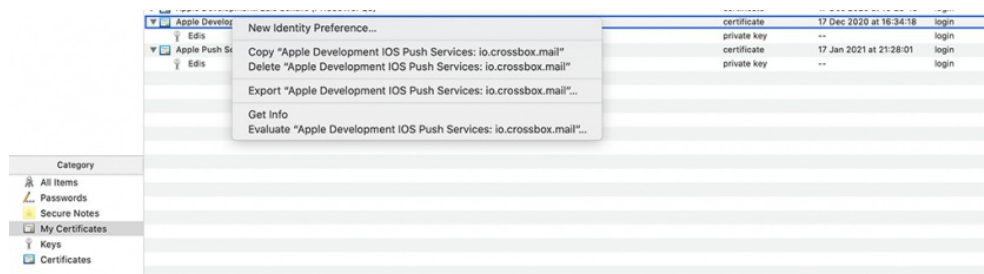 Apple Develop certificate 17 Dec 2020 at 16:34:18 login
Edis private key -- login
Apple Push Se certificate 17 Jan 2021 at 21:28:01 login
Edis private key -- login
New Identity Preference...
Copy “Apple Development IOS Push Services: io.crossbox.mail”
Delete “Apple Development IOS Push Services: io.crossbox.mail”
Export “Apple Development IOS Push Services: io.crossbox.mail”...
Get Info
Evaluate “Apple Development IOS Push Services: io.crossbox.mail”...
Category
All Items
Passwords
Secure Notes
My Certificates
Keys
Certificates